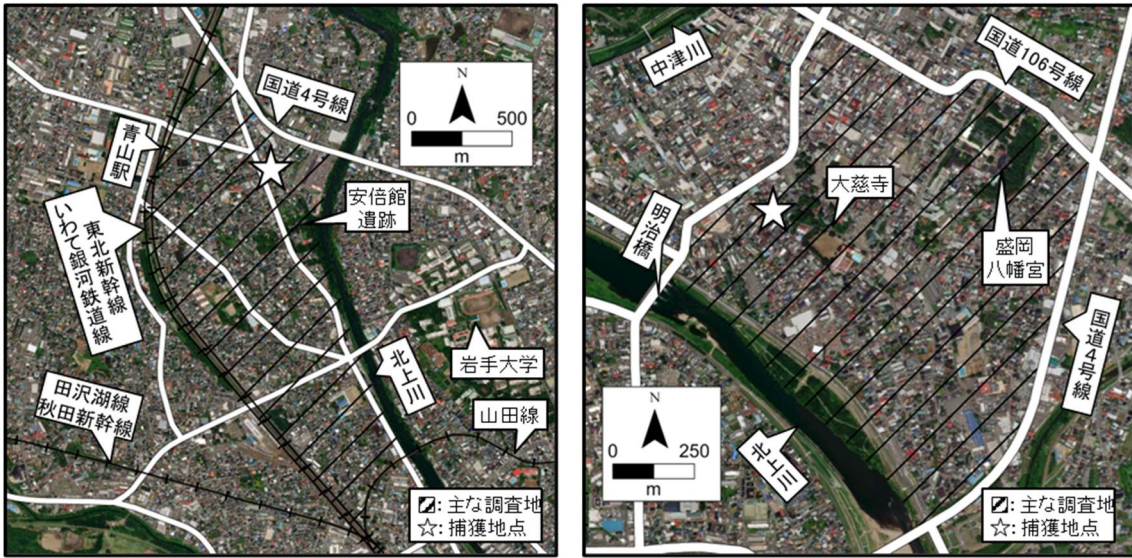 国道4号線
N
0 500
m
青山駅
安倍館
遺跡
東北新幹線
いわて銀河鉄道線
岩手大学
北上川
田沢湖線
秋田新幹線
山田線
:主な調査地
☆:捕獲地点
中津川
国道106号線
大慈寺
明治橋
盛岡
八幡宮
国道4号線
N
0 250
m
北上川
:主な調査地
☆:捕獲地点